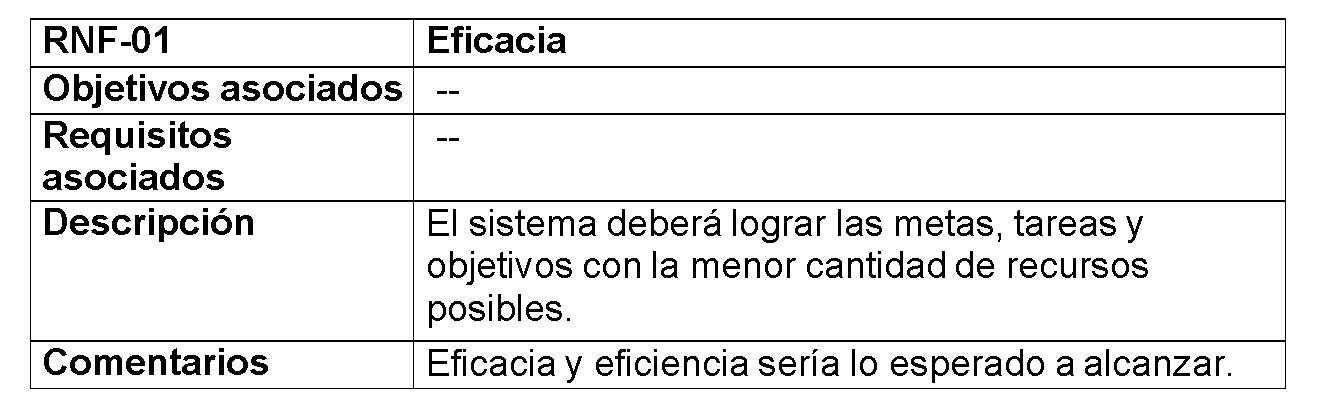 RNF-01 Eficacia
Objetivos asociados --
Requisitos --
asociados
Descripción El sistema deberá lograr las metas, tareas y
objetivos con la menor cantidad de recursos
posibles.
Comentarios Eficacia y eficiencia sería lo esperado a alcanzar.